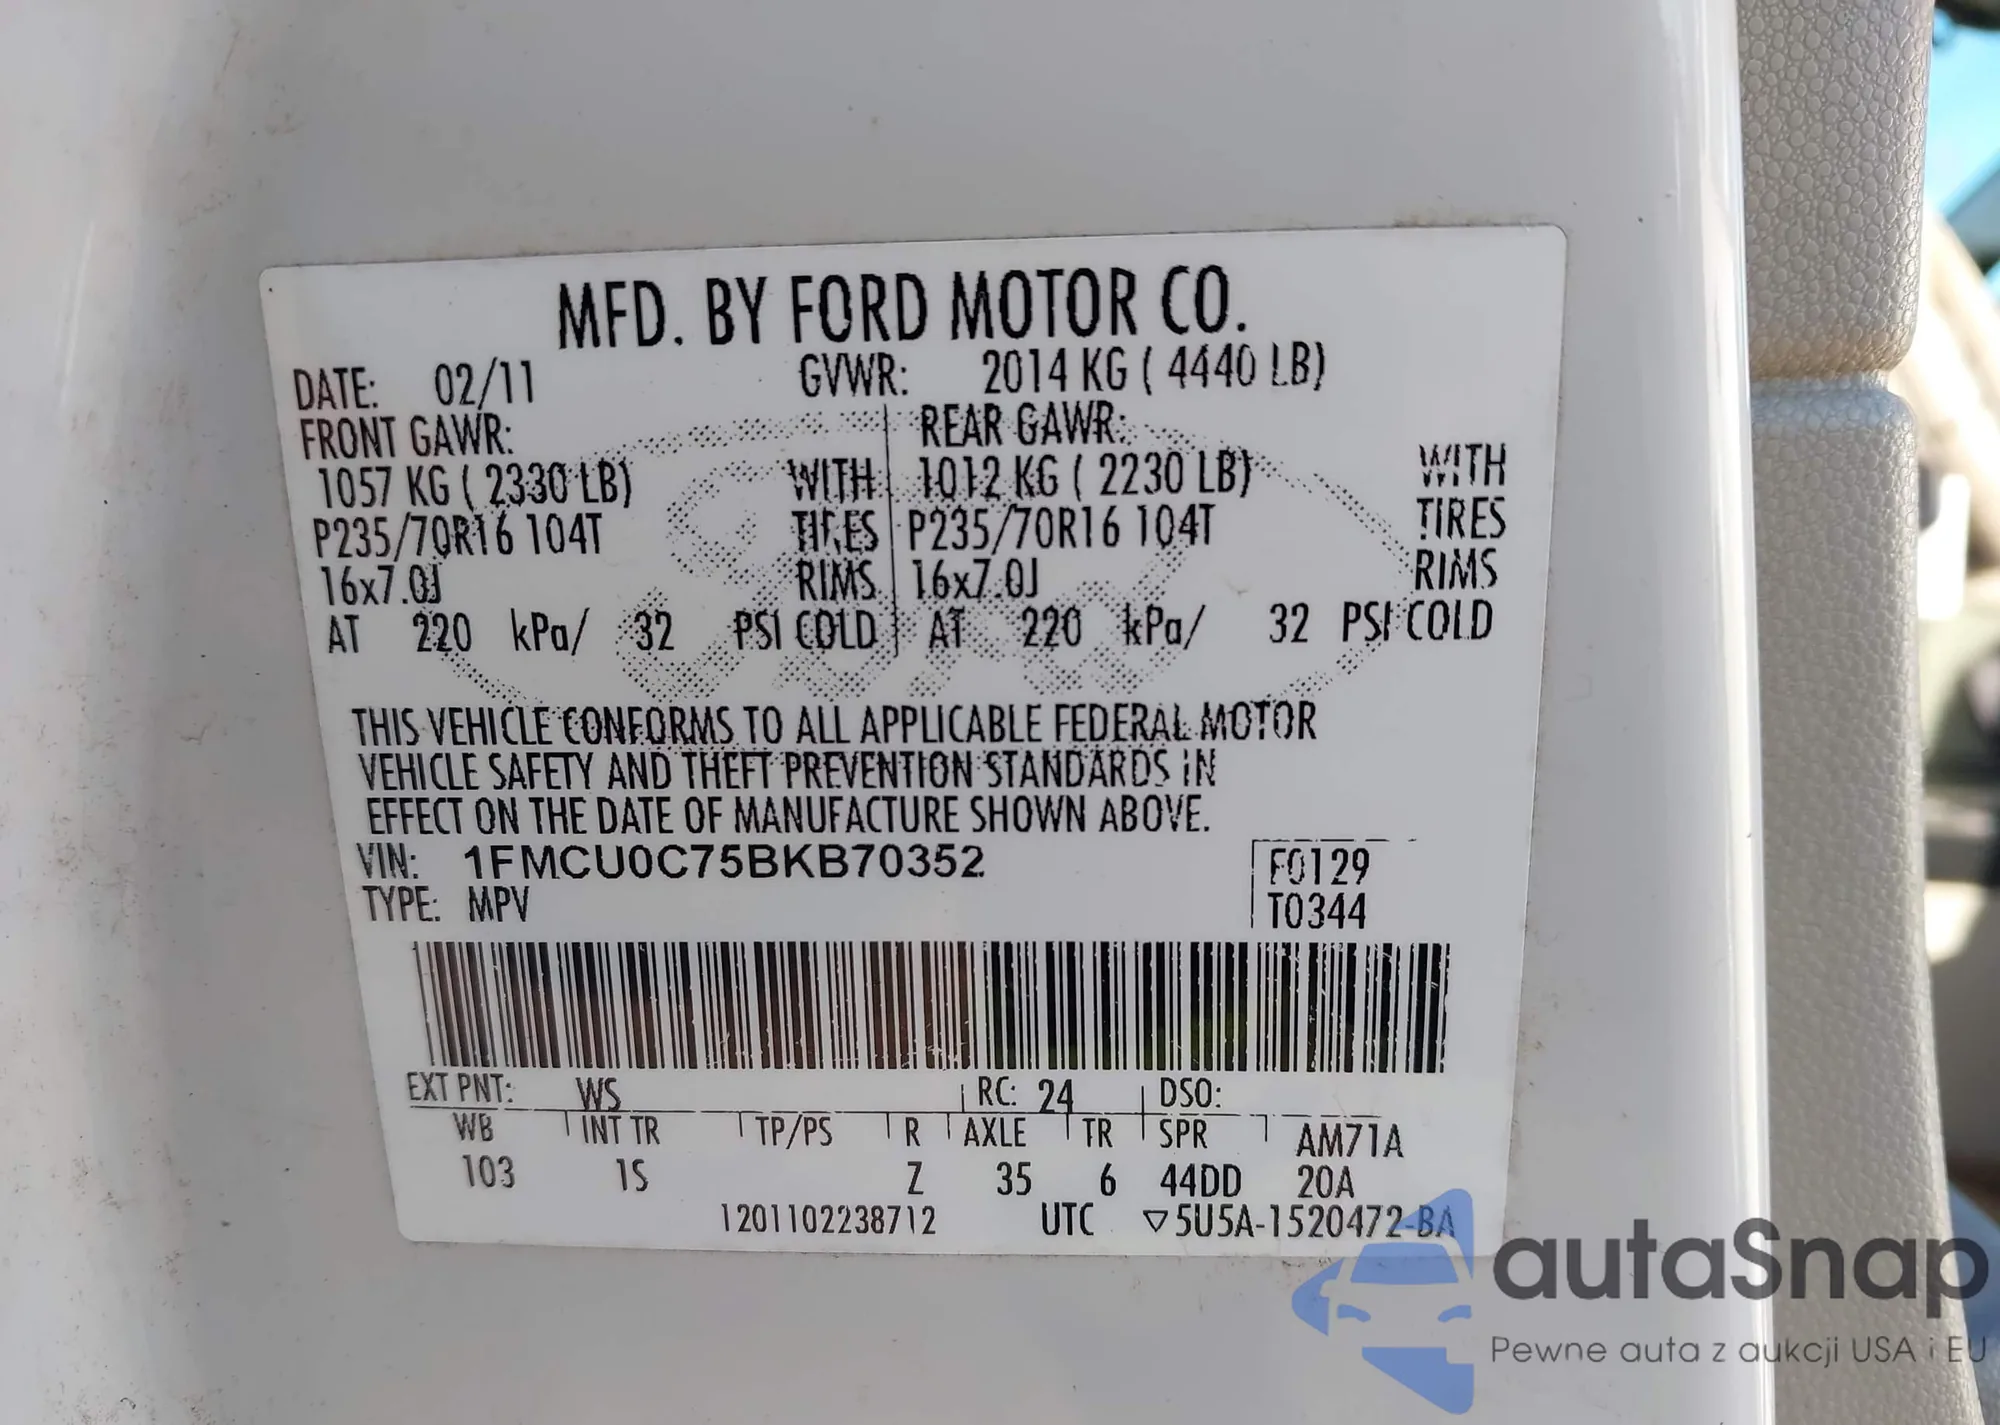 MFD. BY FORD MOTOR CO.
DATE: 02/11 GVWR: 2014 KG ( 4440 LB)
FRONT GAWR: REAR GAWR:
1057 KG ( 2330 LB) WITH 1012 KG ( 2230 LB) WITH
P235/70R16 104T TIRES P235/70R16 104T TIRES
16x7.0J RIMS 16x7.0J RIMS
AT 220 kPa/ 32 PSI COLD AT 220 kPa/ 32 PSI COLD
THIS VEHICLE CONFORMS TO ALL APPLICABLE FEDERAL MOTOR
VEHICLE SAFETY AND THEFT PREVENTION STANDARDS IN
EFFECT ON THE DATE OF MANUFACTURE SHOWN ABOVE.
VIN: 1FMCU0C75BKB70352 F0129
TYPE: MPV T0344
EXT PNT: WS RC: 24 DSO:
WB INT TR TP/PS R AXLE TR SPR AM71A
103 1S Z 35 6 44DD 20A
1201102238712 UTC ▽5U5A-1520472-BA
autaSnap
Pewne auta z aukcji USA i EU